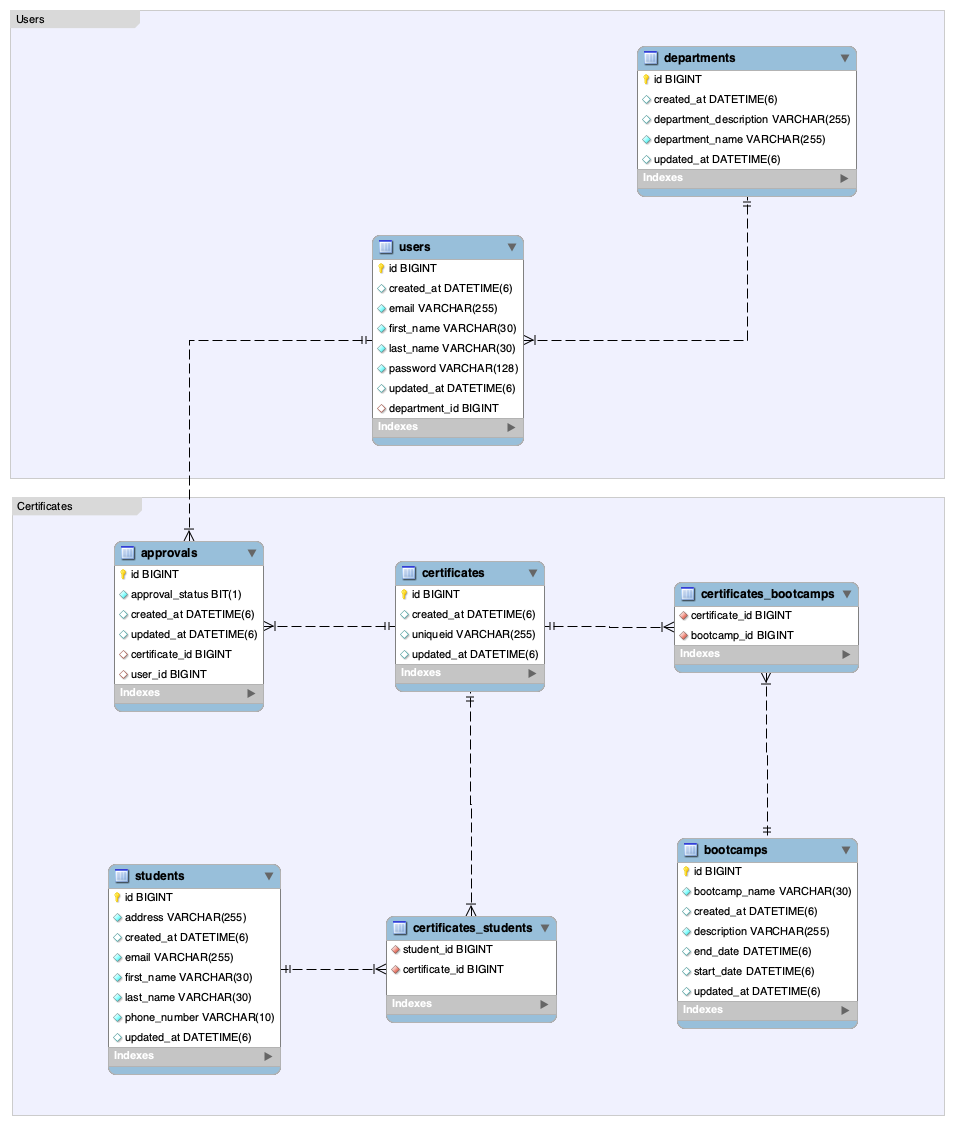 Users
departments
id BIGINT
created_at DATETIME(6)
department_description VARCHAR(255)
department_name VARCHAR(255)
updated_at DATETIME(6)
Indexes
users
id BIGINT
created_at DATETIME(6)
email VARCHAR(255)
first_name VARCHAR(30)
last_name VARCHAR(30)
password VARCHAR(128)
updated_at DATETIME(6)
department_id BIGINT
Indexes
Certificates
approvals
id BIGINT
approval_status BIT(1)
created_at DATETIME(6)
updated_at DATETIME(6)
certificate_id BIGINT
user_id BIGINT
Indexes
certificates
id BIGINT
created_at DATETIME(6)
uniqueid VARCHAR(255)
updated_at DATETIME(6)
Indexes
certificates_bootcamps
certificate_id BIGINT
bootcamp_id BIGINT
Indexes
students
id BIGINT
address VARCHAR(255)
created_at DATETIME(6)
email VARCHAR(255)
first_name VARCHAR(30)
last_name VARCHAR(30)
phone_number VARCHAR(10)
updated_at DATETIME(6)
Indexes
certificates_students
student_id BIGINT
certificate_id BIGINT
Indexes
bootcamps
id BIGINT
bootcamp_name VARCHAR(30)
created_at DATETIME(6)
description VARCHAR(255)
end_date DATETIME(6)
start_date DATETIME(6)
updated_at DATETIME(6)
Indexes